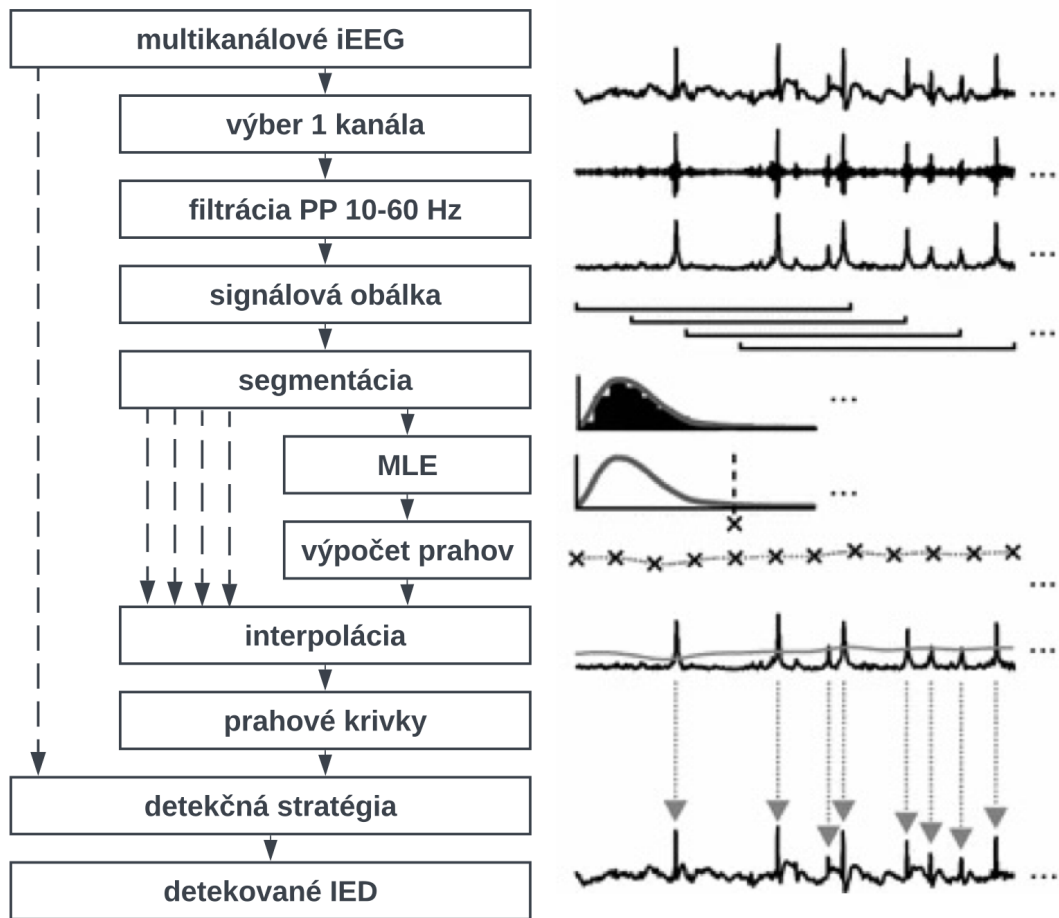 multikanálové iEEG
výber 1 kanála
filtrácia PP 10-60 Hz
signálová obálka
segmentácia
MLE
výpočet prahov
interpolácia
prahové krivky
detekčná stratégia
detekované IED